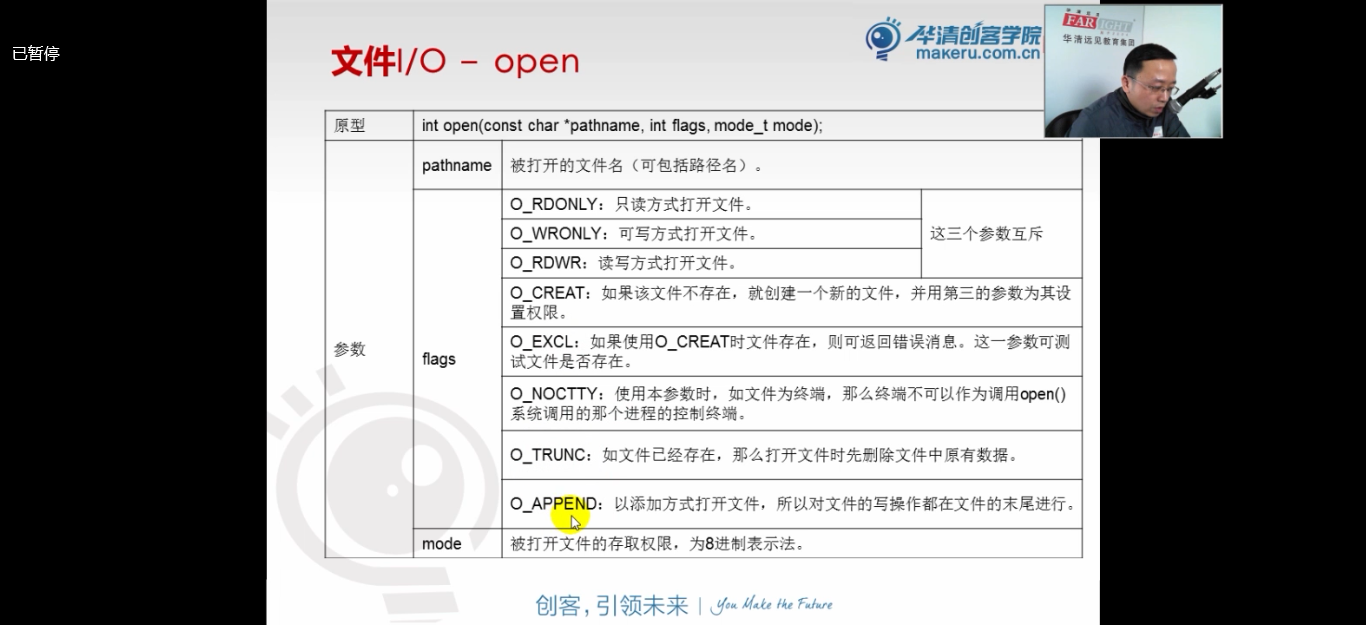 已暂停
文件I/O – open
华清创客学院
makeru.com.cn
FARSIGHT
华清远见教育集团
原型
int open(const char *pathname, int flags, mode_t mode);
参数
pathname
被打开的文件名（可包括路径名）。
flags
O_RDONLY：只读方式打开文件。
O_WRONLY：可写方式打开文件。
O_RDWR：读写方式打开文件。
这三个参数互斥
O_CREAT：如果该文件不存在，就创建一个新的文件，并用第三的参数为其设
置权限。
O_EXCL：如果使用O_CREAT时文件存在，则可返回错误消息。这一参数可测
试文件是否存在。
O_NOCTTY：使用本参数时，如文件为终端，那么终端不可以作为调用open()
系统调用的那个进程的控制终端。
O_TRUNC：如文件已经存在，那么打开文件时先删除文件中原有数据。
O_APPEND：以添加方式打开文件，所以对文件的写操作都在文件的末尾进行。
mode
被打开文件的存取权限，为8进制表示法。
创客, 引领未来 | You Make the Future